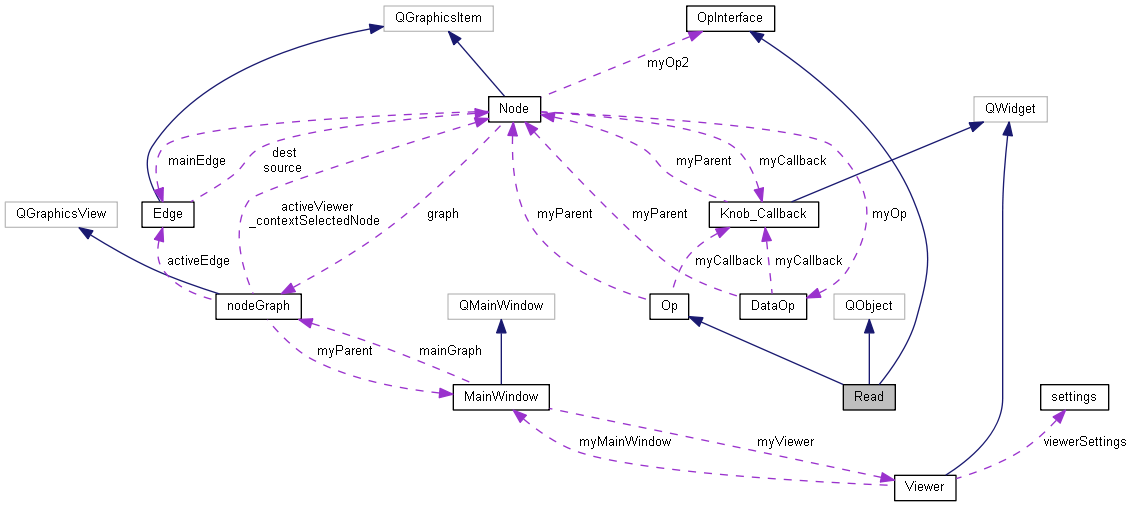 QGraphicsItem
OpInterface
myOp2
Node
QWidget
mainEdge
dest
source
myParent
myCallback
QGraphicsView
Edge
activeViewer
_contextSelectedNode
graph
myParent
myParent
Knob_Callback
myOp
activeEdge
myCallback
myCallback
nodeGraph
QMainWindow
Op
DataOp
QObject
myParent
mainGraph
MainWindow
Read
settings
myMainWindow
myViewer
viewerSettings
Viewer